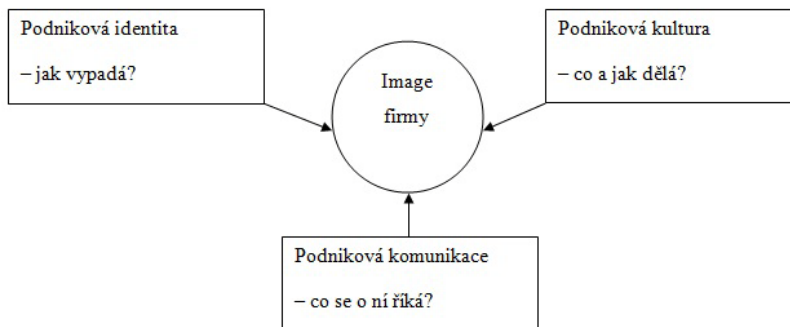 Podniková identita
– jak vypadá?
Image
firmy
Podniková kultura
– co a jak dělá?
Podniková komunikace
– co se o ní říká?